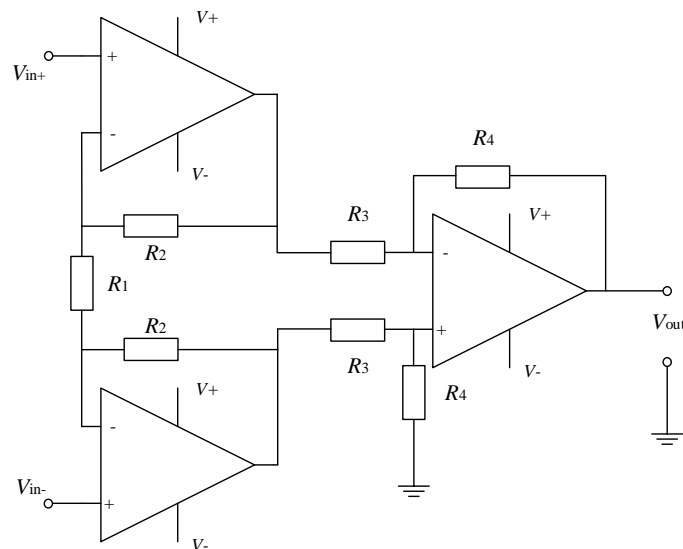 V+
Vin+
+
-
V-
R4
R3
V+
R2
-
R1
Vout
R2
+
R3
V-
V+
R4
-
Vin-
+
V-